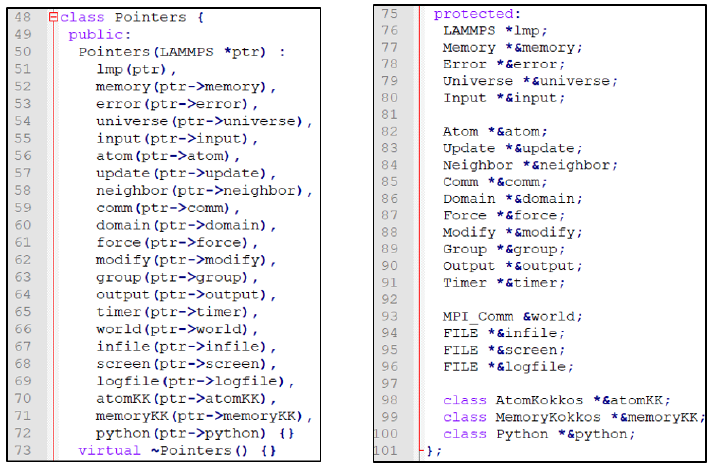 48 class Pointers {
49 public:
50 Pointers(LAMMPS *ptr) :
51 lmp(ptr),
52 memory(ptr->memory),
53 error(ptr->error),
54 universe(ptr->universe),
55 input(ptr->input),
56 atom(ptr->atom),
57 update(ptr->update),
58 neighbor(ptr->neighbor),
59 comm(ptr->comm),
60 domain(ptr->domain),
61 force(ptr->force),
62 modify(ptr->modify),
63 group(ptr->group),
64 output(ptr->output),
65 timer(ptr->timer),
66 world(ptr->world),
67 infile(ptr->infile),
68 screen(ptr->screen),
69 logfile(ptr->logfile),
70 atomKK(ptr->atomKK),
71 memoryKK(ptr->memoryKK),
72 python(ptr->python) {}
73 virtual ~Pointers() {}
75 protected:
76 LAMMPS *lmp;
77 Memory *&memory;
78 Error *&error;
79 Universe *&universe;
80 Input *&input;
81
82 Atom *&atom;
83 Update *&update;
84 Neighbor *&neighbor;
85 Comm *&comm;
86 Domain *&domain;
87 Force *&force;
88 Modify *&modify;
89 Group *&group;
90 Output *&output;
91 Timer *&timer;
92
93 MPI_Comm &world;
94 FILE *&infile;
95 FILE *&screen;
96 FILE *&logfile;
97
98 class AtomKokkos *&atomKK;
99 class MemoryKokkos *&memoryKK;
100 class Python *&python;
101 };